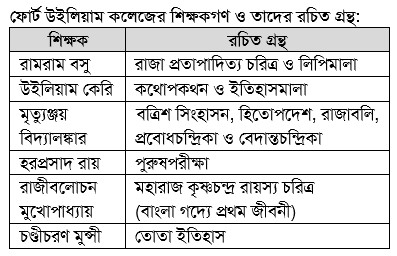 ফোর্ট উইলিয়াম কলেজের শিক্ষকগণ ও তাদের রচিত গ্রন্থ:
শিক্ষক রচিত গ্রন্থ
রামরাম বসু রাজা প্রতাপাদিত্য চরিত্র ও লিপিমালা
উইলিয়াম কেরি কথোপকথন ও ইতিহাসমালা
মৃত্যুঞ্জয় বত্রিশ সিংহাসন, হিতোপদেশ, রাজাবলি,
বিদ্যালঙ্কার প্রবোধচন্দ্রিকা ও বেদান্তচন্দ্রিকা
হরপ্রসাদ রায় পুরুষপরীক্ষা
রাজীবলোচন মহারাজ কৃষ্ণচন্দ্র রায়স্য চরিত্র
মুখোপাধ্যায় (বাংলা গদ্যে প্রথম জীবনী)
চণ্ডীচরণ মুন্সী তোতা ইতিহাস